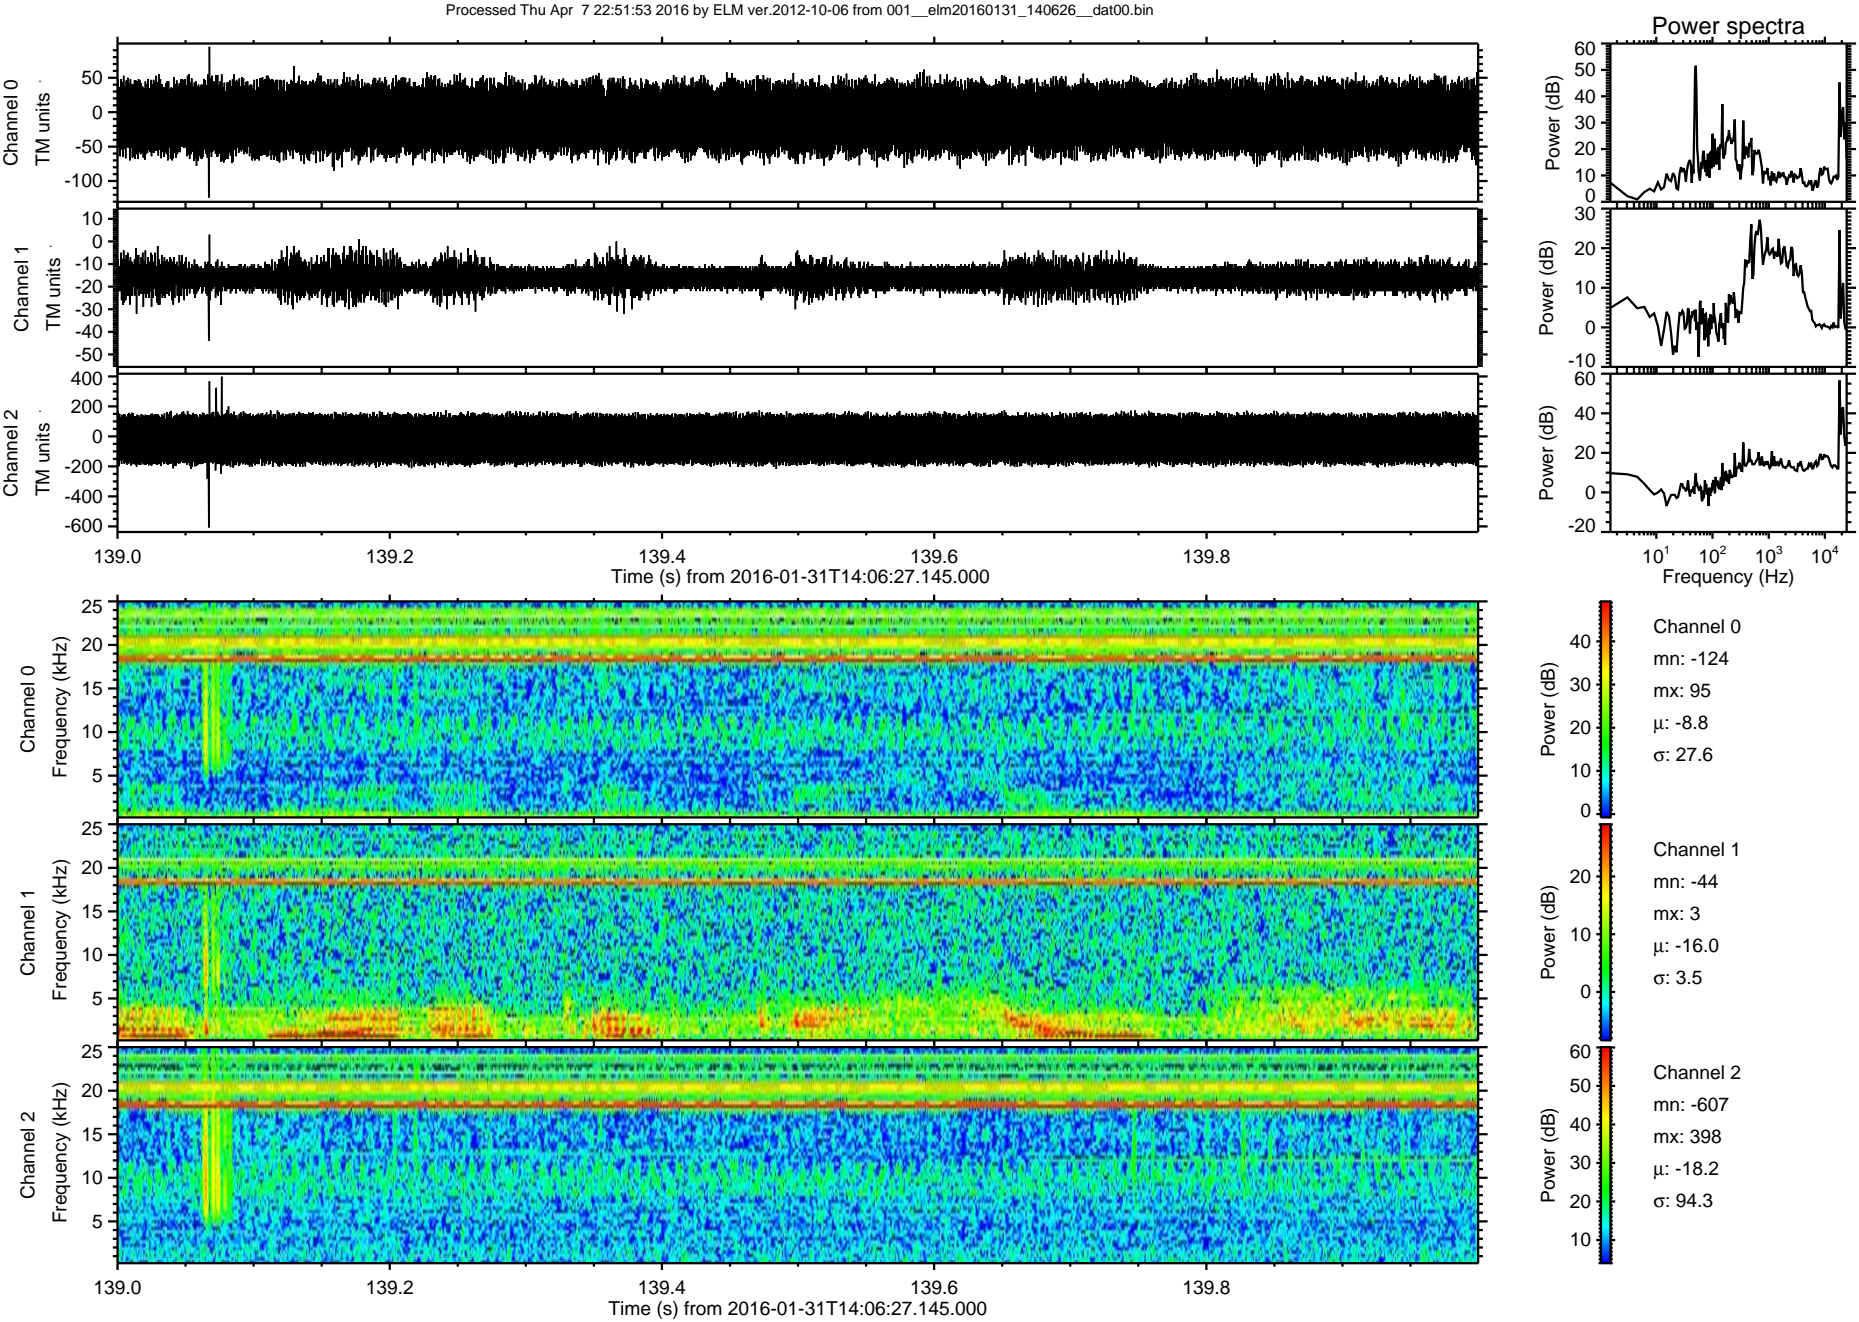 Processed Thu Apr  7 22:51:53 2016 by ELM ver.2012-10-06 from 001__elm20160131_140626__dat00.bin
Power spectra
Channel 0
TM units
50
0
-50
-100
Power (dB)
60
50
40
30
20
10
0
Channel 1
TM units
10
0
-10
-20
-30
-40
-50
Power (dB)
30
20
10
0
-10
Channel 2
TM units
400
200
0
-200
-400
-600
Power (dB)
60
40
20
0
-20
139.0 139.2 139.4 139.6 139.8
Time (s) from 2016-01-31T14:06:27.145.000
10¹ 10² 10³ 10⁴
Frequency (Hz)
Channel 0
Frequency (kHz)
25
20
15
10
5
Power (dB)
40
30
20
10
0
Channel 0
mn: -124
mx: 95
μ: -8.8
σ: 27.6
Channel 1
Frequency (kHz)
25
20
15
10
5
Power (dB)
20
10
0
Channel 1
mn: -44
mx: 3
μ: -16.0
σ: 3.5
Channel 2
Frequency (kHz)
25
20
15
10
5
Power (dB)
60
50
40
30
20
10
Channel 2
mn: -607
mx: 398
μ: -18.2
σ: 94.3
139.0 139.2 139.4 139.6 139.8
Time (s) from 2016-01-31T14:06:27.145.000